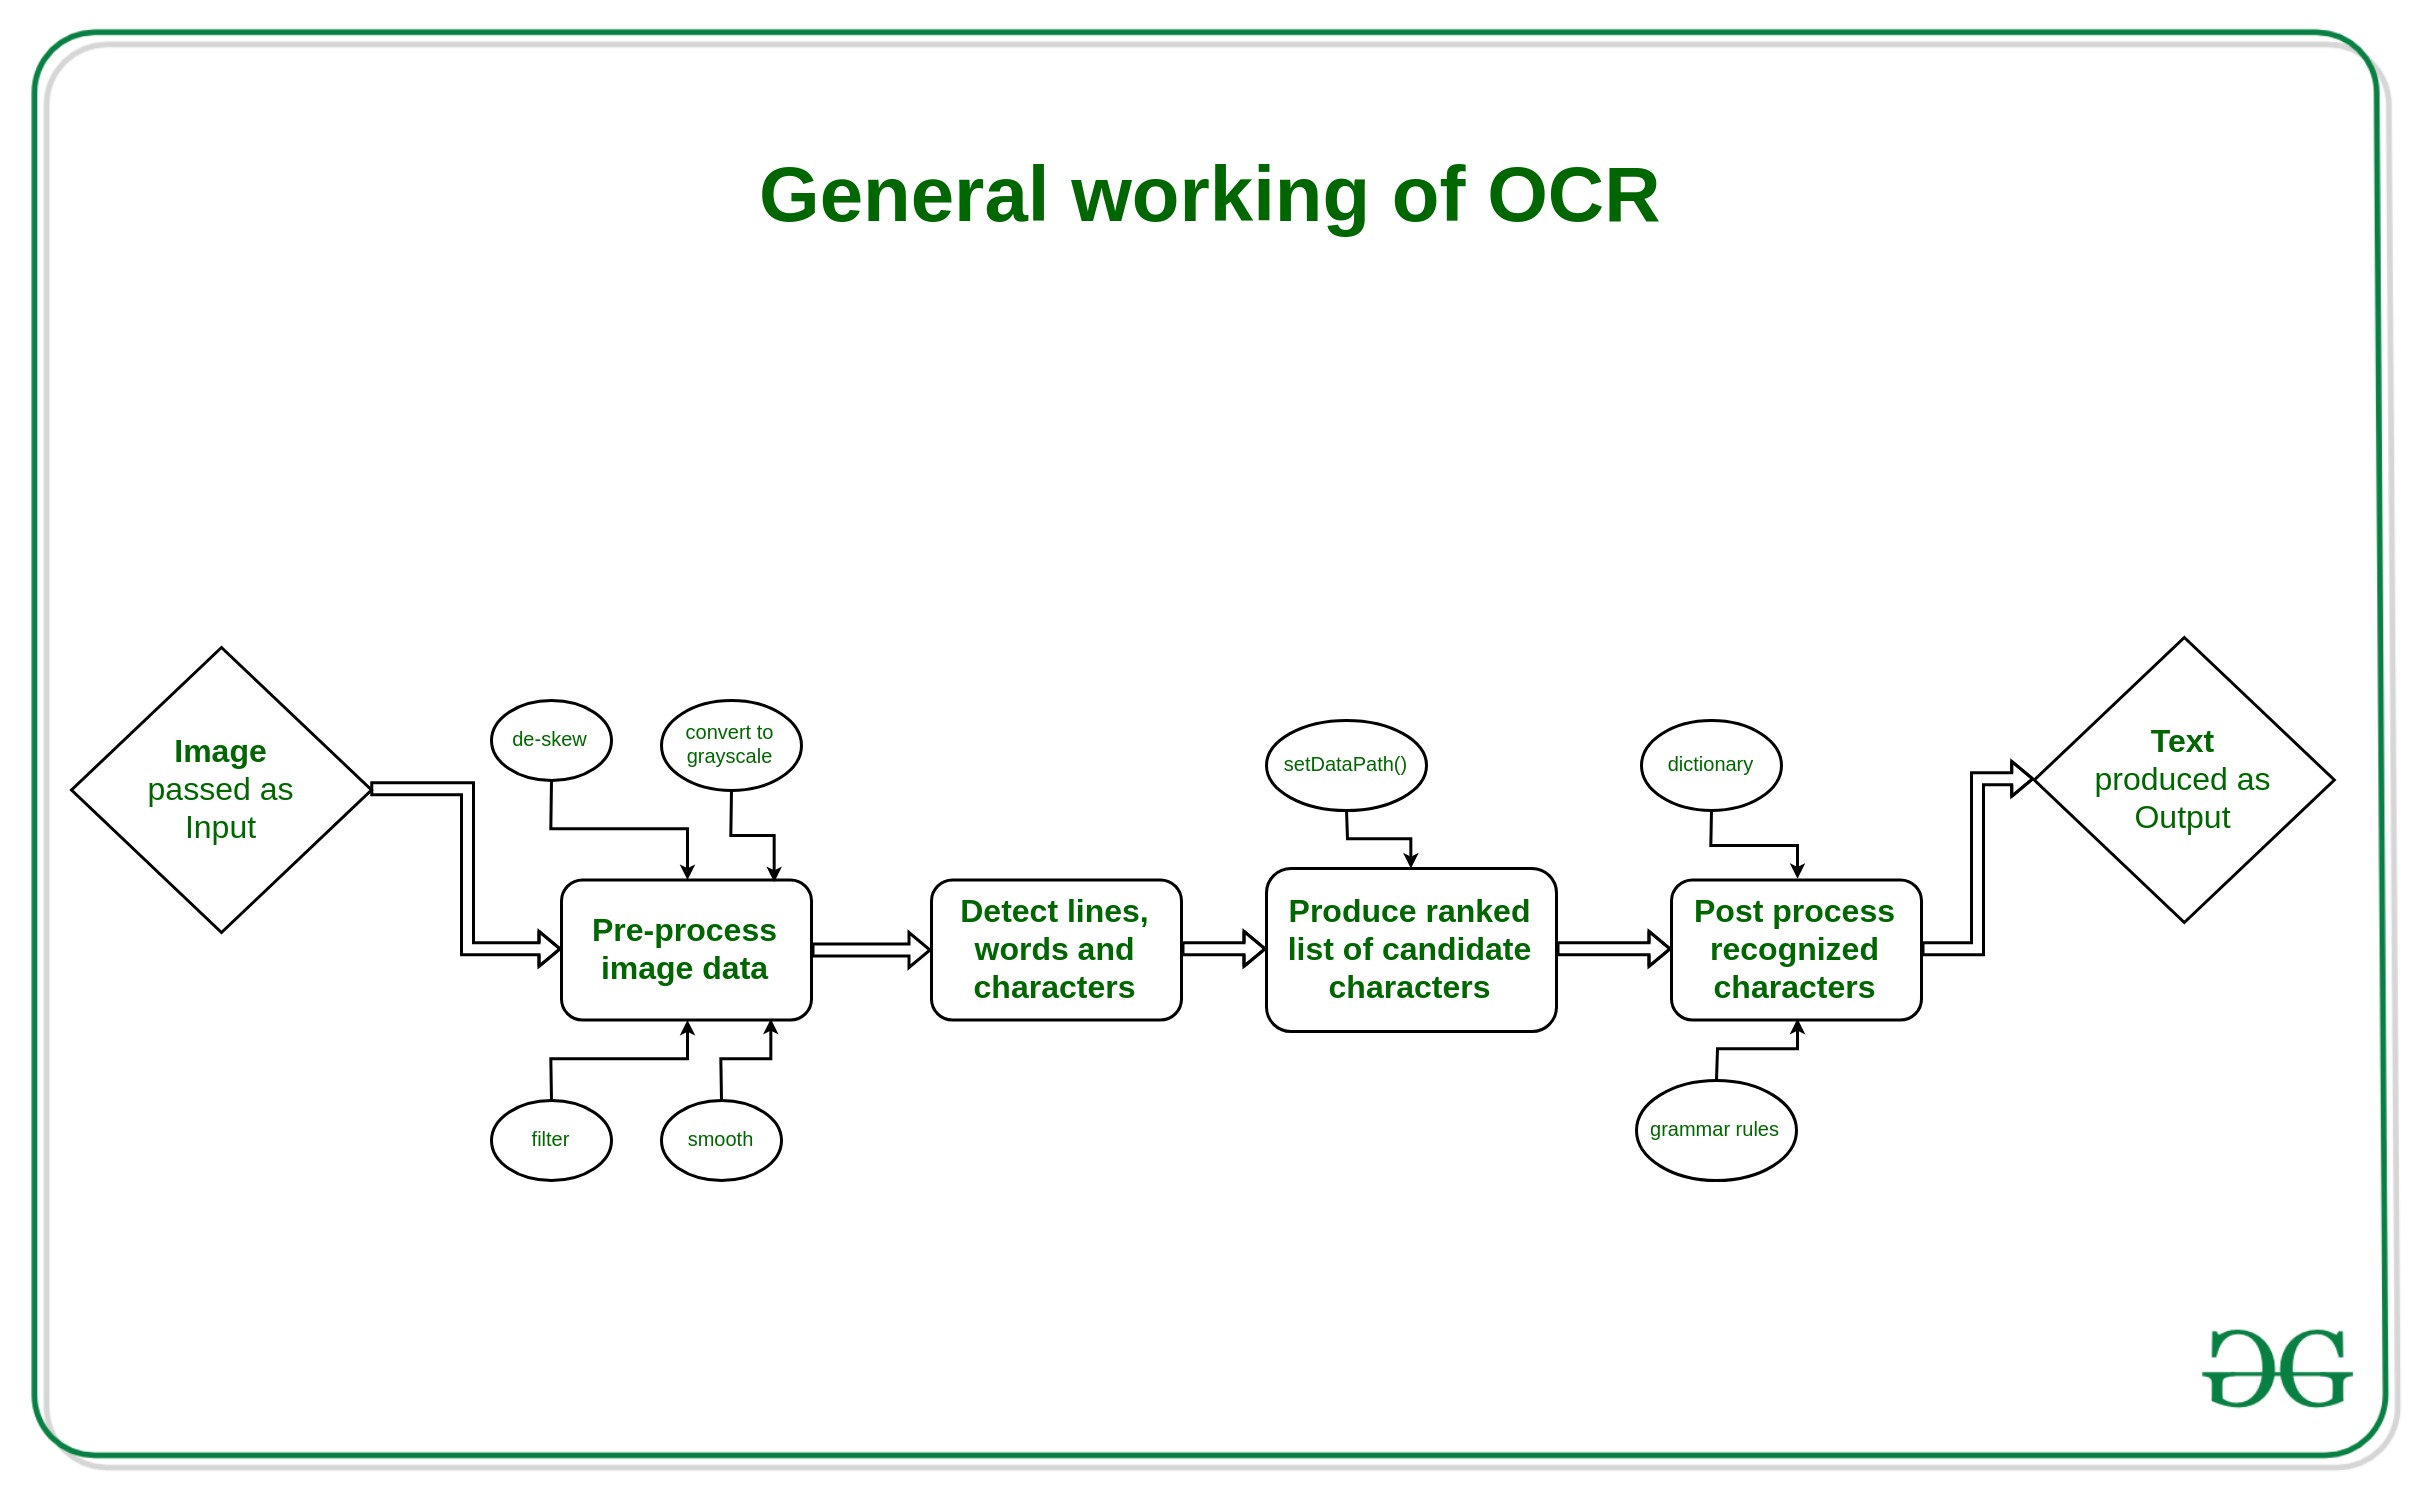 General working of OCR
Image
passed as
Input
de-skew
convert to
grayscale
Pre-process
image data
filter
smooth
Detect lines,
words and
characters
setDataPath()
Produce ranked
list of candidate
characters
dictionary
Post process
recognized
characters
grammar rules
Text
produced as
Output